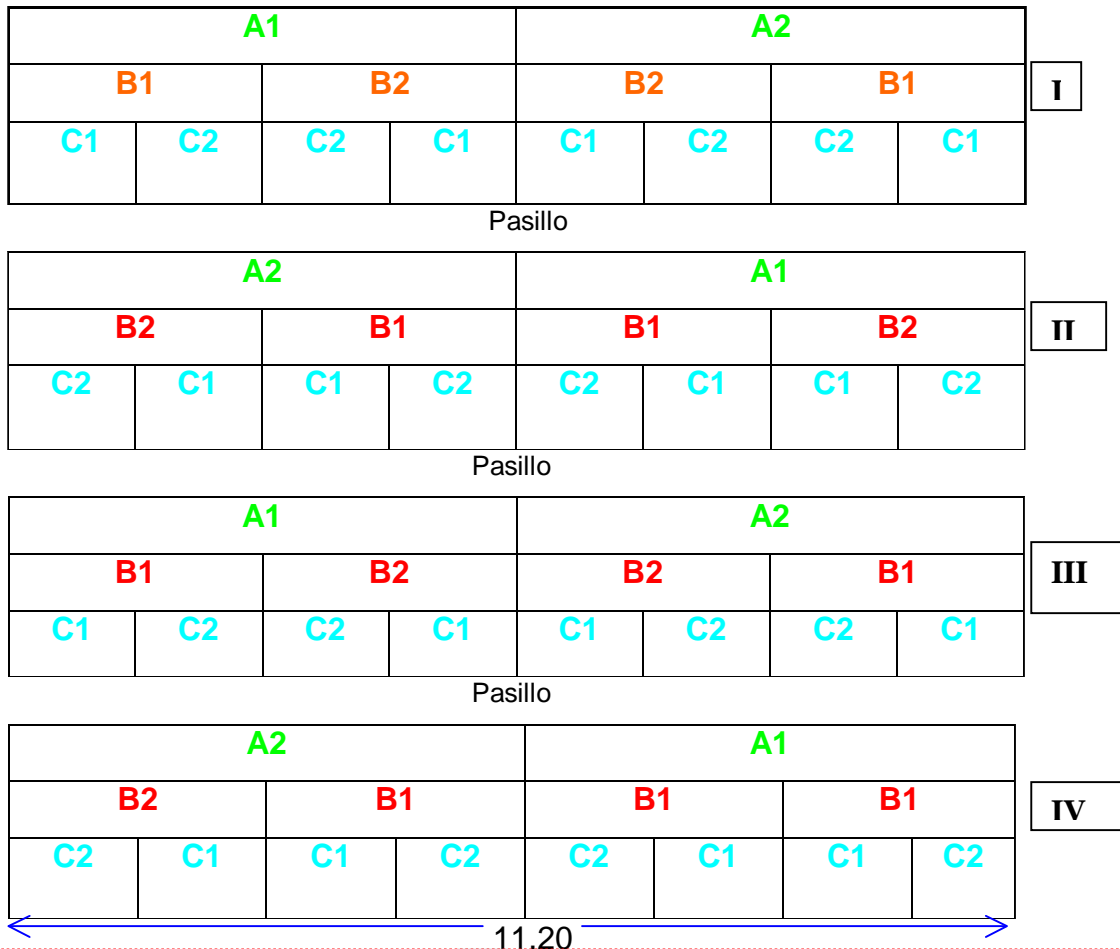 A1 A2
B1 B2 B2 B1 I
C1 C2 C2 C1 C1 C2 C2 C1
Pasillo
A2 A1
B2 B1 B1 B2 II
C2 C1 C1 C2 C2 C1 C1 C2
Pasillo
A1 A2
B1 B2 B2 B1 III
C1 C2 C2 C1 C1 C2 C2 C1
Pasillo
A2 A1
B2 B1 B1 B1 IV
C2 C1 C1 C2 C2 C1 C1 C2
11.20